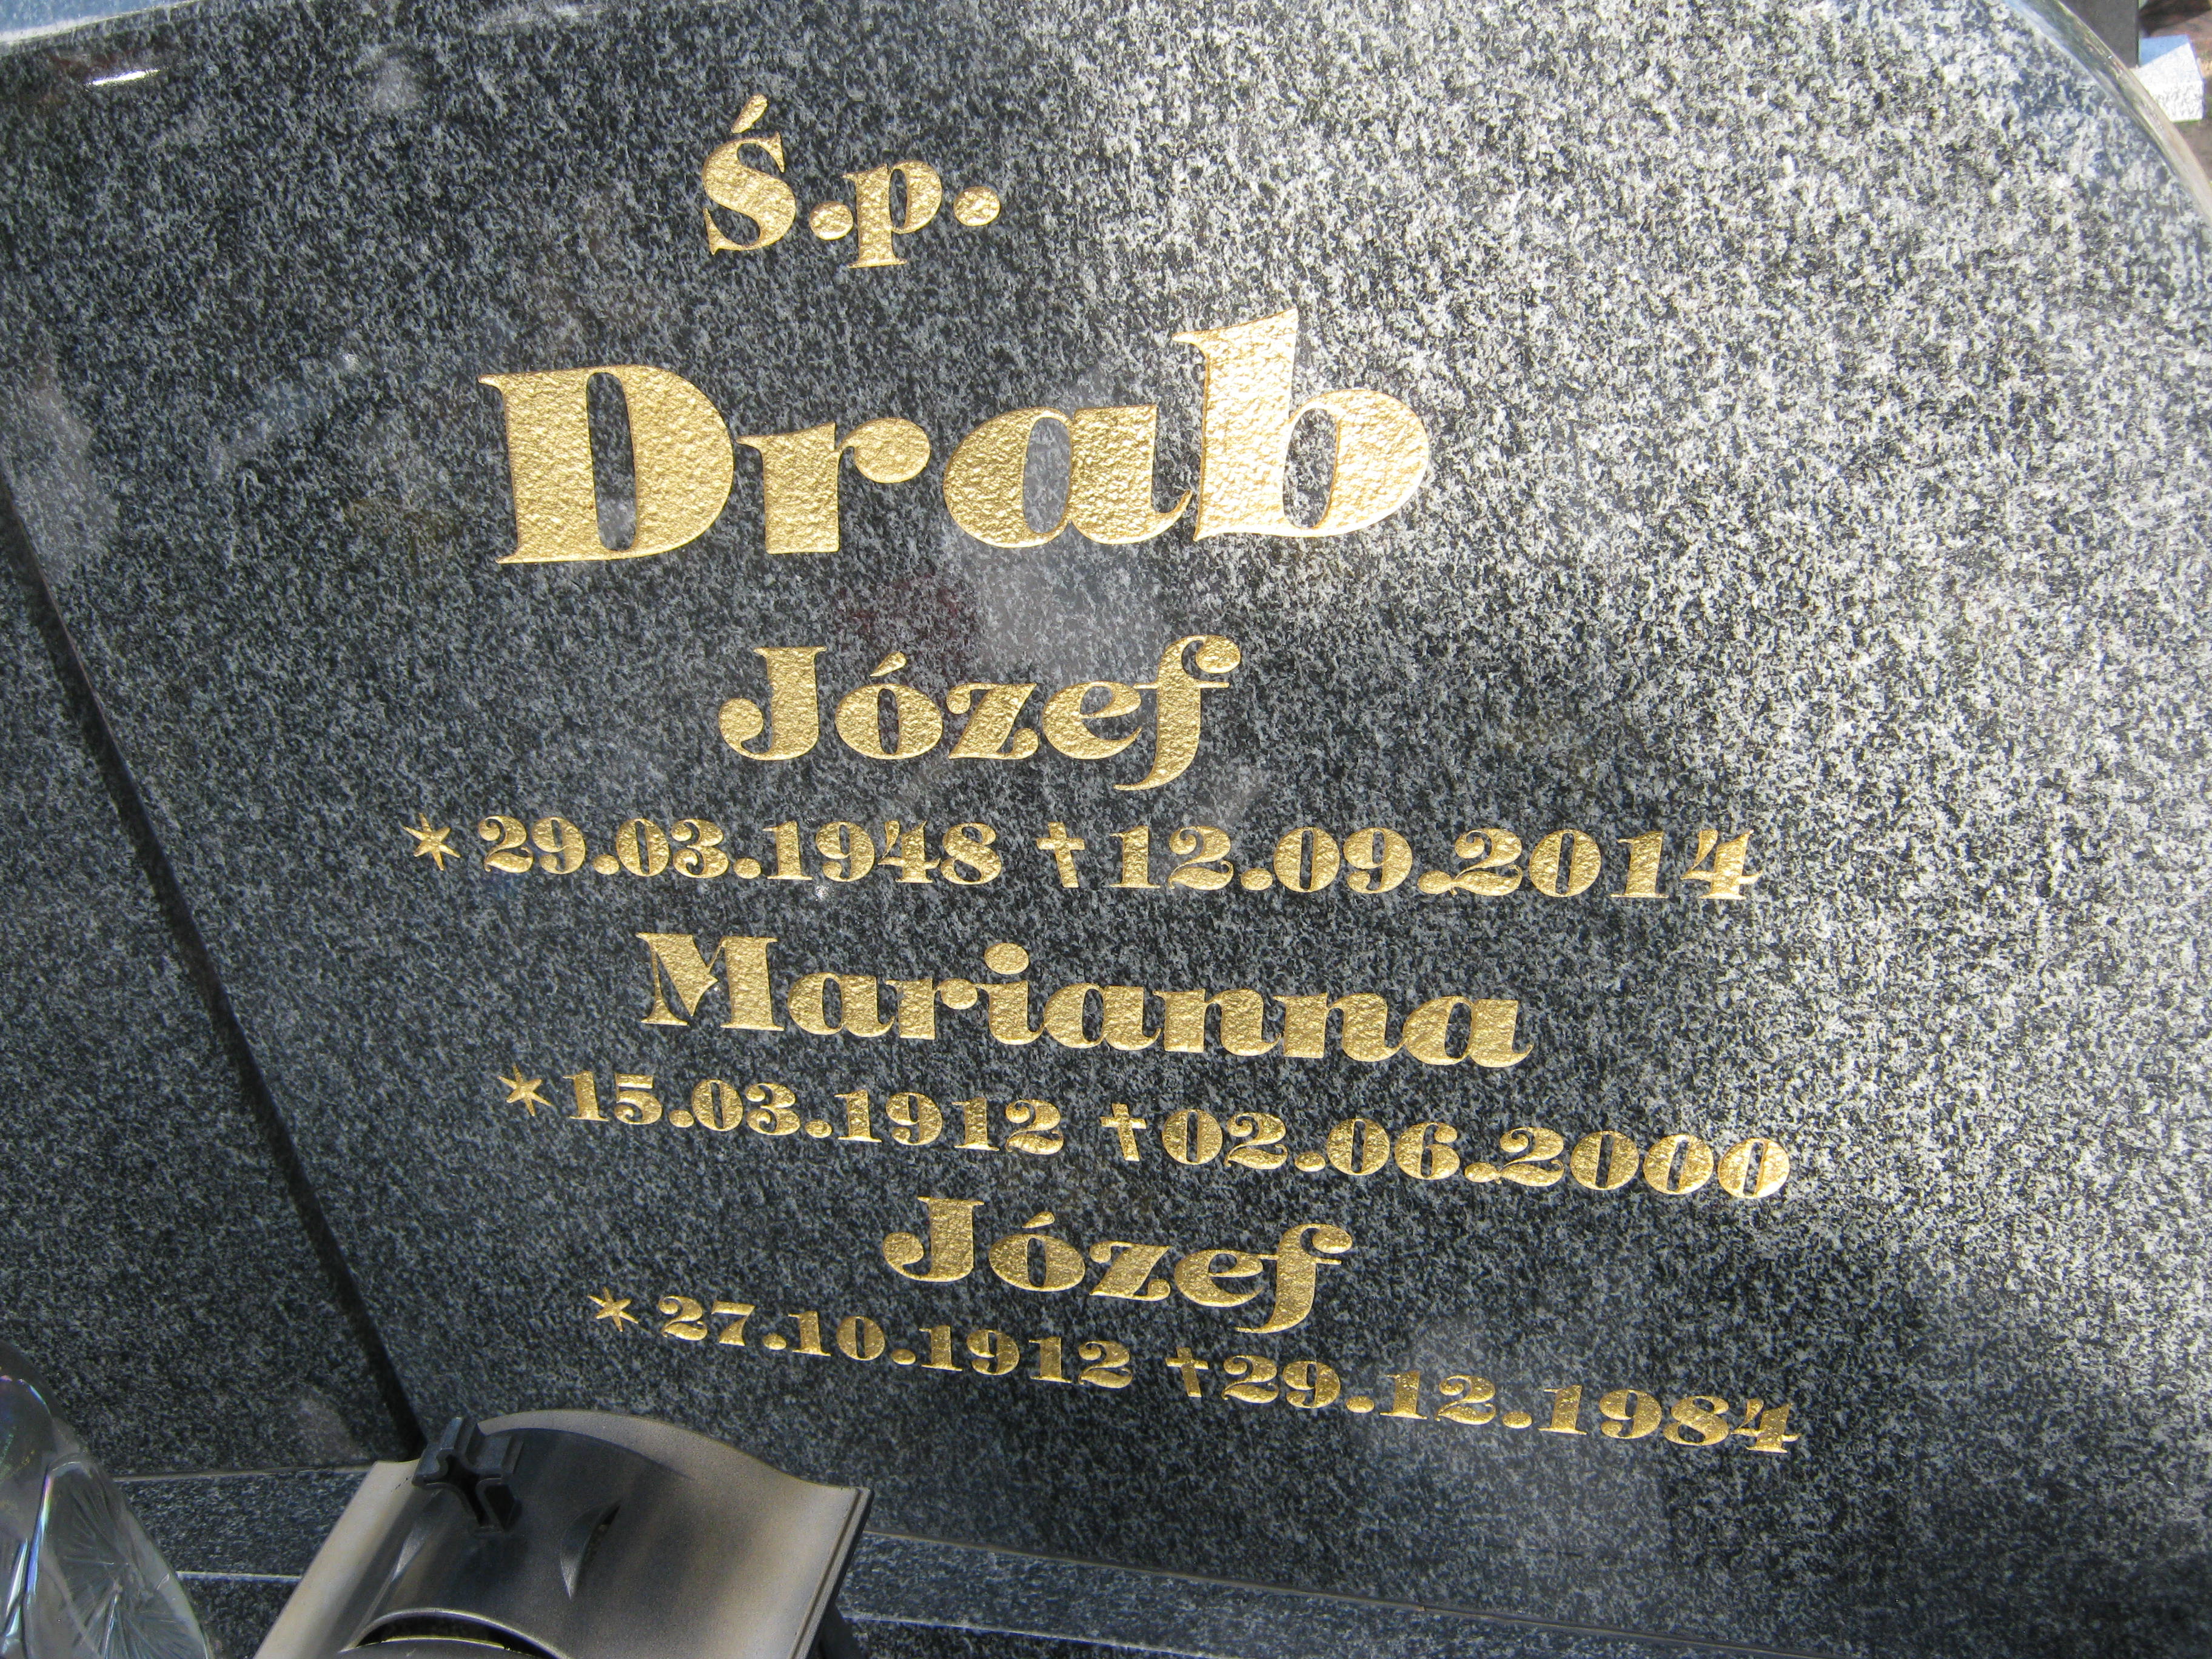 Ś.p.
Drab
Józef
*29.03.1948 †12.09.2014
Marianna
*15.03.1912 †02.06.2000
Józef
*27.10.1912 †29.12.1984